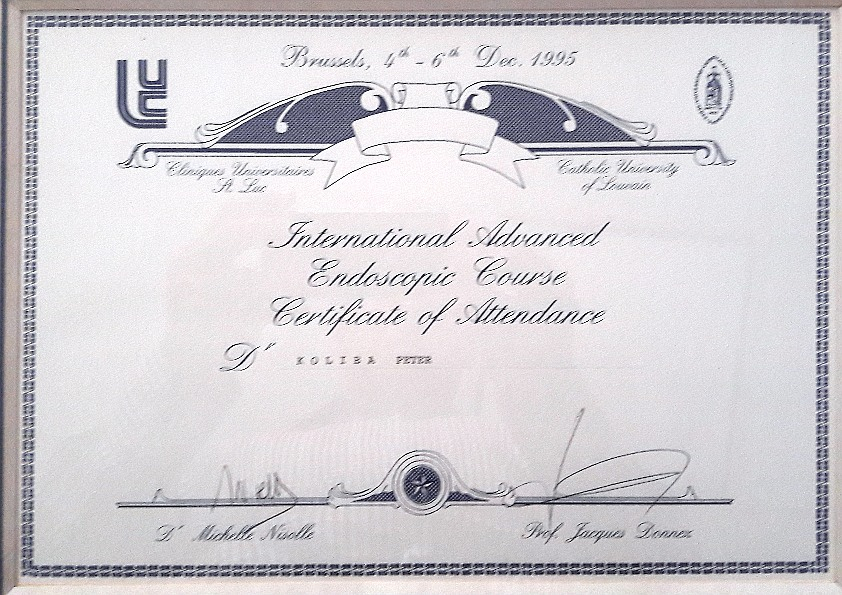 Brussels, 4th - 6th Dec. 1995
Cliniques Universitaires
St. Luc
Catholic University
of Louvain
International Advanced
Endoscopic Course
Certificate of Attendance
Dr KOLIBA PETER
Dr Michelle Nisolle
Prof. Jacques Donnez